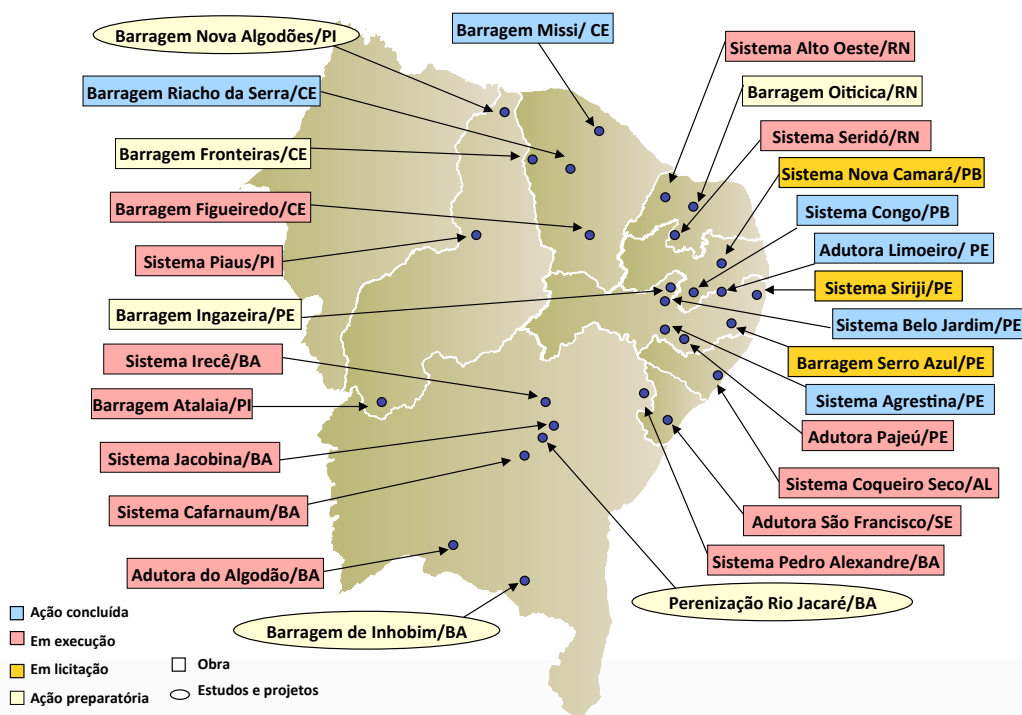 Barragem Nova Algodões/PI
Barragem Missi/ CE
Sistema Alto Oeste/RN
Barragem Riacho da Serra/CE
Barragem Oiticica/RN
Sistema Seridó/RN
Barragem Fronteiras/CE
Sistema Nova Camará/PB
Barragem Figueiredo/CE
Sistema Congo/PB
Sistema Piaus/PI
Adutora Limoeiro/ PE
Sistema Siriji/PE
Barragem Ingazeira/PE
Sistema Belo Jardim/PE
Sistema Irecê/BA
Barragem Serro Azul/PE
Barragem Atalaia/PI
Sistema Agrestina/PE
Adutora Pajeú/PE
Sistema Jacobina/BA
Sistema Coqueiro Seco/AL
Sistema Cafarnaum/BA
Adutora São Francisco/SE
Sistema Pedro Alexandre/BA
Adutora do Algodão/BA
Perenização Rio Jacaré/BA
Barragem de Inhobim/BA
Ação concluída
Em execução
Em licitação
Ação preparatória
Obra
Estudos e projetos